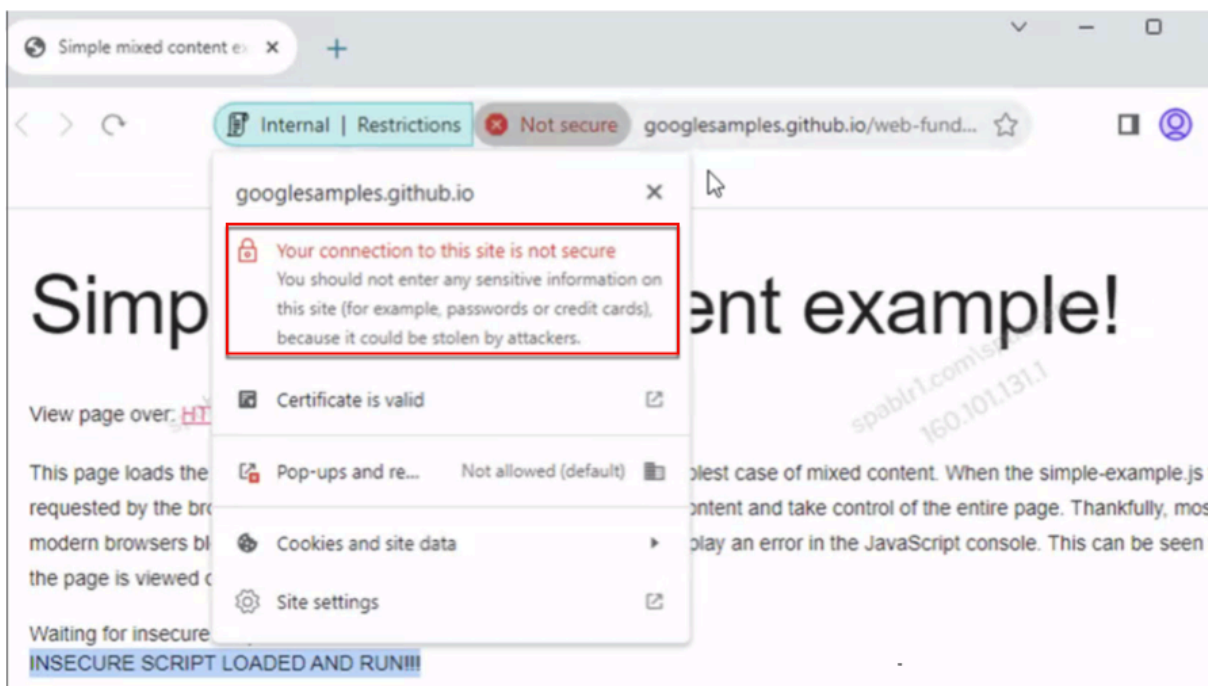 Simple mixed content e
Internal | Restrictions Not secure googlesamples.github.io/web-fund...
googlesamples.github.io
Your connection to this site is not secure
You should not enter any sensitive information on
this site (for example, passwords or credit cards),
because it could be stolen by attackers.
Certificate is valid
Pop-ups and re... Not allowed (default)
Cookies and site data
Site settings
Simp ent example!
View page over: HT
This page loads the plest case of mixed content. When the simple-example.js
requested by the bro ontent and take control of the entire page. Thankfully, mos
modern browsers bl play an error in the JavaScript console. This can be seen
the page is viewed o
Waiting for insecure
INSECURE SCRIPT LOADED AND RUN!!!!
160.101.131.1